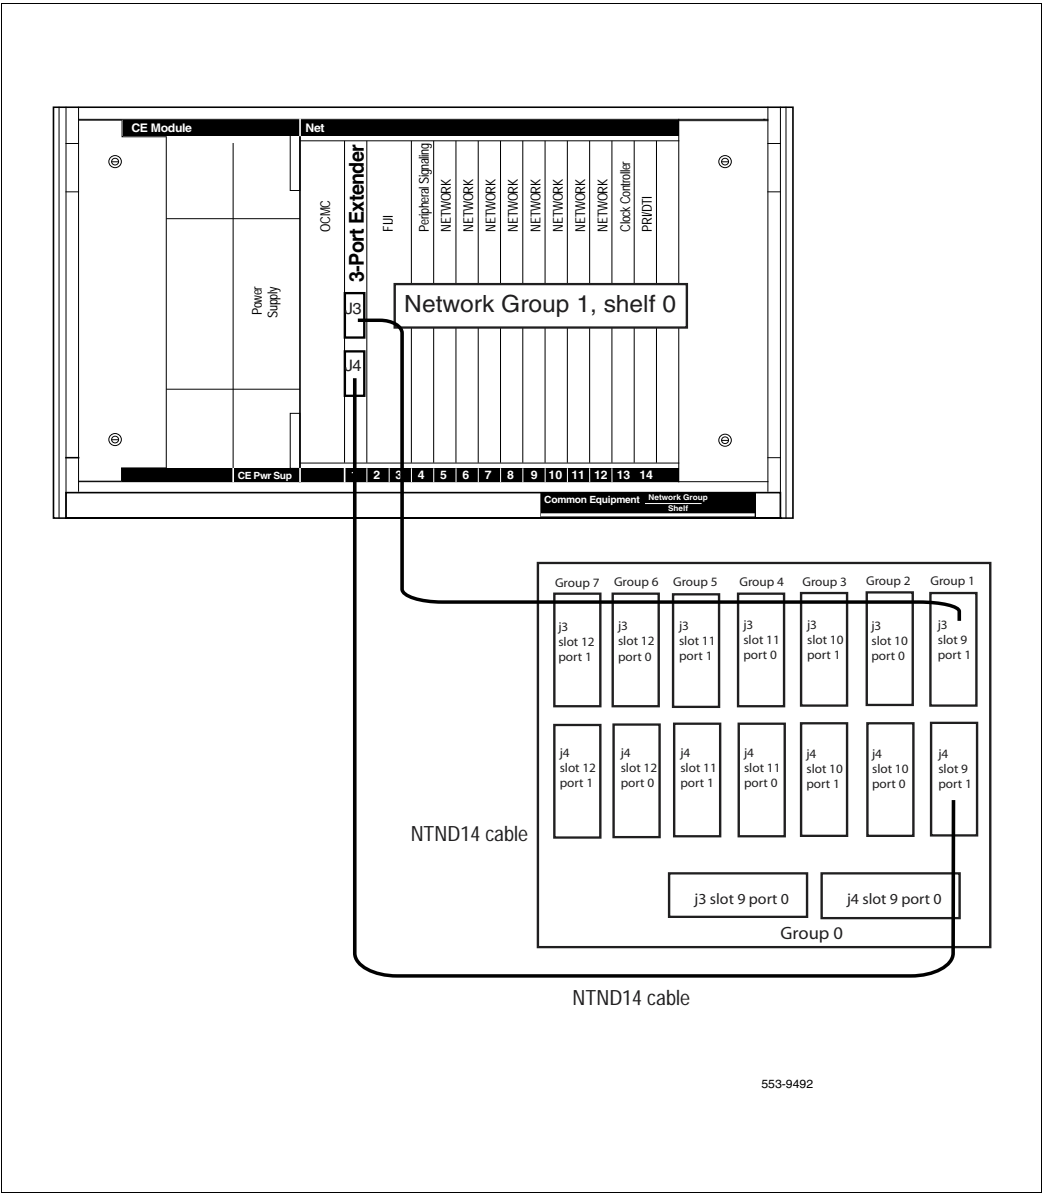 CE Module
Net
OCMC
3-Port Extender
FIJI
Peripheral Signaling
NETWORK
NETWORK
NETWORK
NETWORK
NETWORK
NETWORK
NETWORK
NETWORK
Clock Controller
PRI/DTI
Power
Supply
J3
Network Group 1, shelf 0
J4
CE Pwr Sup
1 2 3 4 5 6 7 8 9 10 11 12 13 14
Common Equipment
Network Group
Shelf
Group 7 Group 6 Group 5 Group 4 Group 3 Group 2 Group 1
j3
slot 12
port 1
j3
slot 12
port 0
j3
slot 11
port 1
j3
slot 11
port 0
j3
slot 10
port 1
j3
slot 10
port 0
j3
slot 9
port 1
j4
slot 12
port 1
j4
slot 12
port 0
j4
slot 11
port 1
j4
slot 11
port 0
j4
slot 10
port 1
j4
slot 10
port 0
j4
slot 9
port 1
NTND14 cable
j3 slot 9 port 0
j4 slot 9 port 0
Group 0
NTND14 cable
553-9492